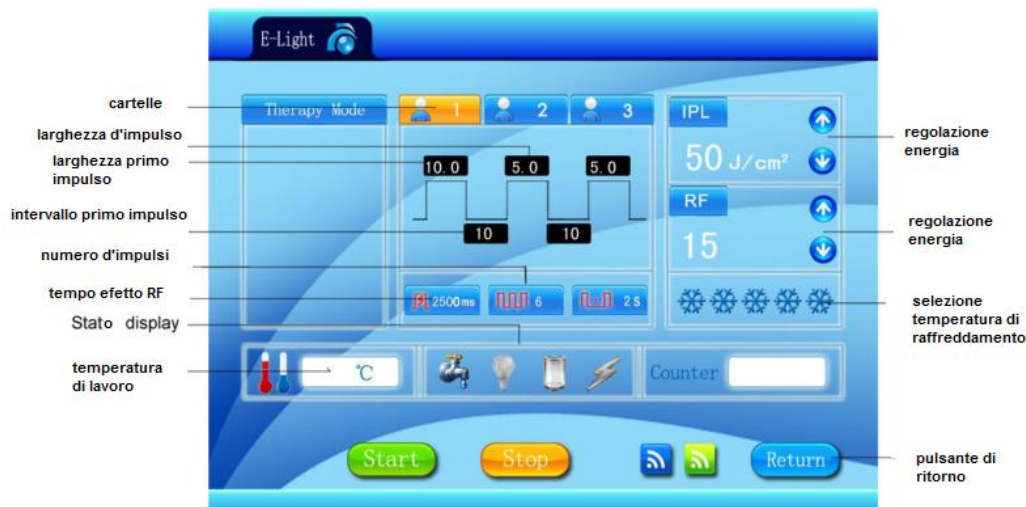 E-Light
cartelle
Therapy Mode
1
2
3
IPL
larghezza d'impulso
larghezza primo
impulso
10.0
5.0
5.0
50 J/cm²
regolazione
energia
RF
intervallo primo impulso
10
10
15
regolazione
energia
numero d'impulsi
tempo efetto RF
2500ms
6
2 S
selezione
temperatura di
raffreddamento
Stato display
temperatura
di lavoro
℃
Counter
Start
Stop
Return
pulsante di
ritorno